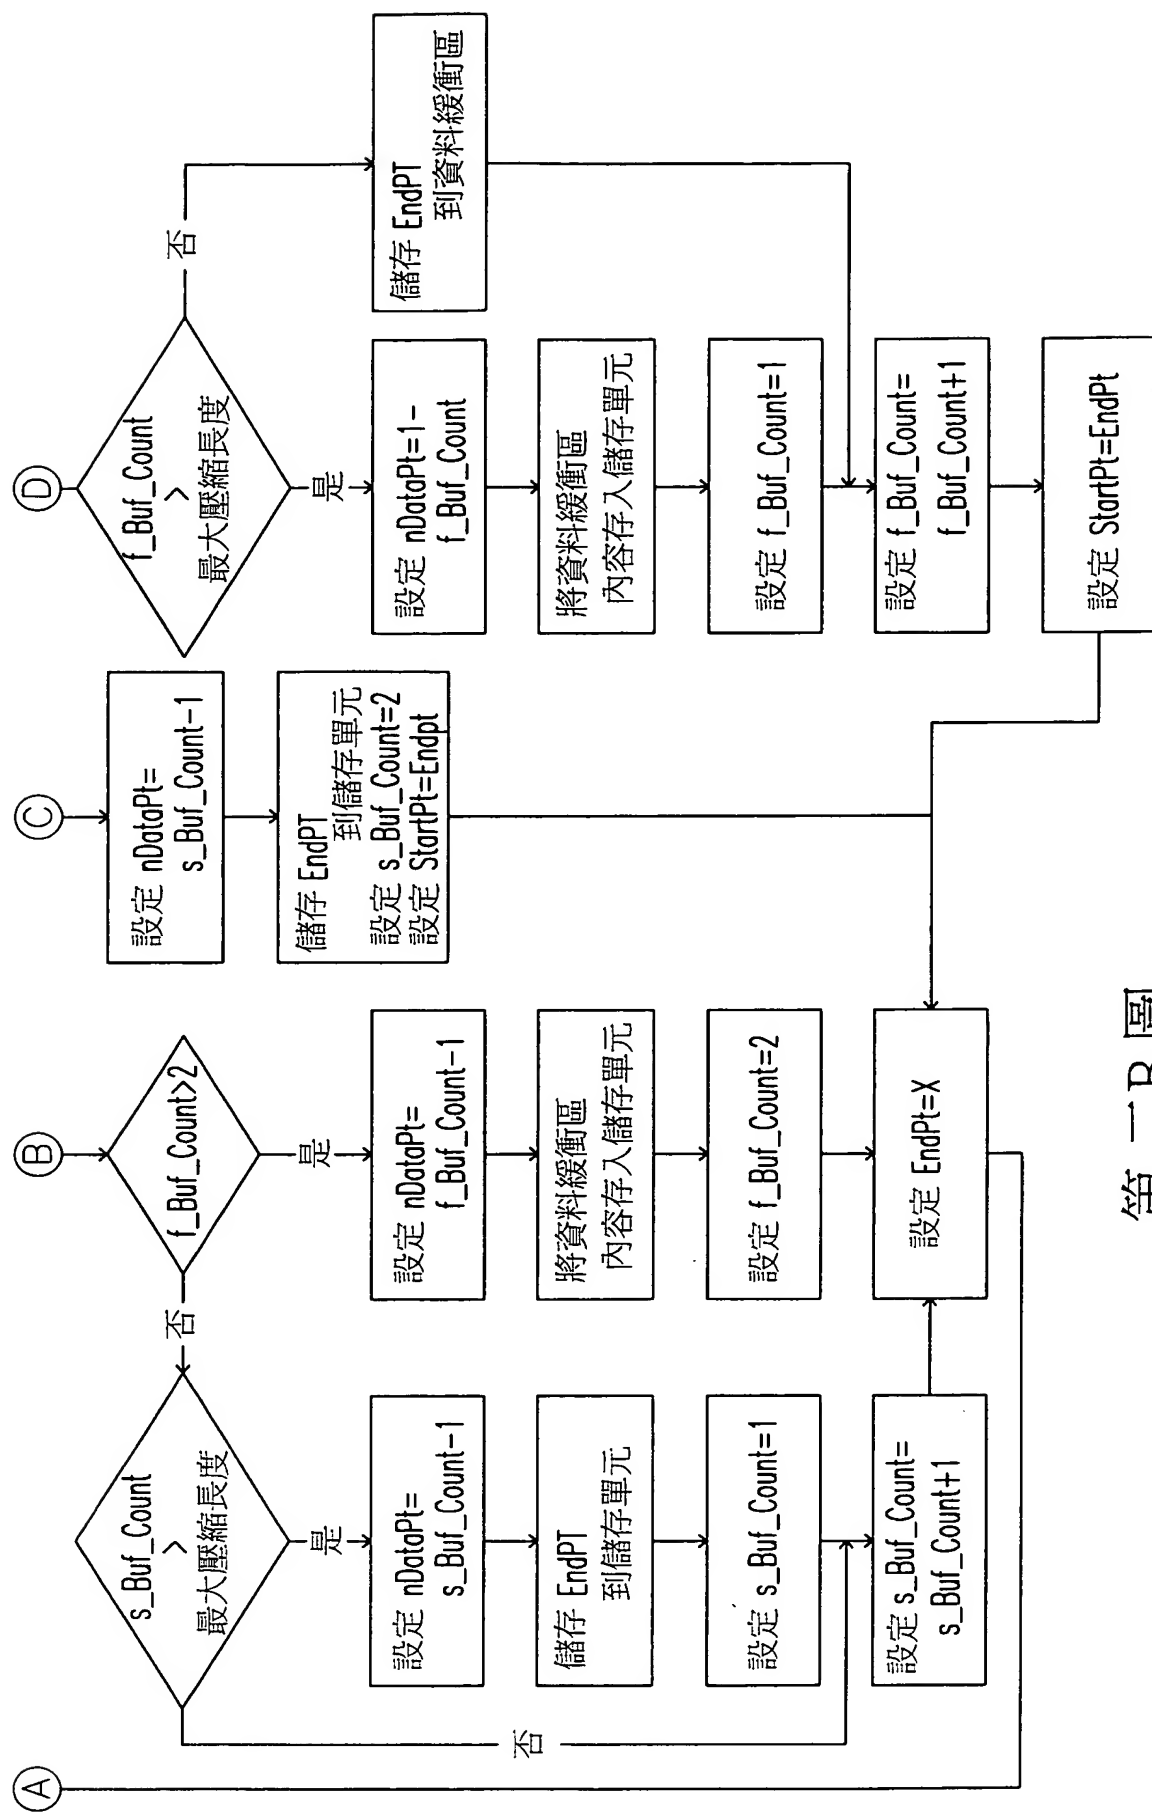 A
s_Buf_Count
>
最大壓縮長度
是
否
設定 nDataPt=
s_Buf_Count-1
儲存 EndPT
到儲存單元
設定 s_Buf_Count=1
設定 s_Buf_Count=
s_Buf_Count+1
B
f_Buf_Count>2
否
是
設定 nDataPt=
f_Buf_Count-1
將資料緩衝區
內容存入儲存單元
設定 f_Buf_Count=2
設定 EndPt=X
C
設定 nDataPt=
s_Buf_Count-1
儲存 EndPT
到儲存單元
設定 s_Buf_Count=2
設定 StartPt=Endpt
D
f_Buf_Count
>
最大壓縮長度
是
否
設定 nDataPt=1-
f_Buf_Count
將資料緩衝區
內容存入儲存單元
設定 f_Buf_Count=1
設定 f_Buf_Count=
f_Buf_Count+1
設定 StartPt=EndPt
儲存 EndPT
到資料緩衝區
第一B圖